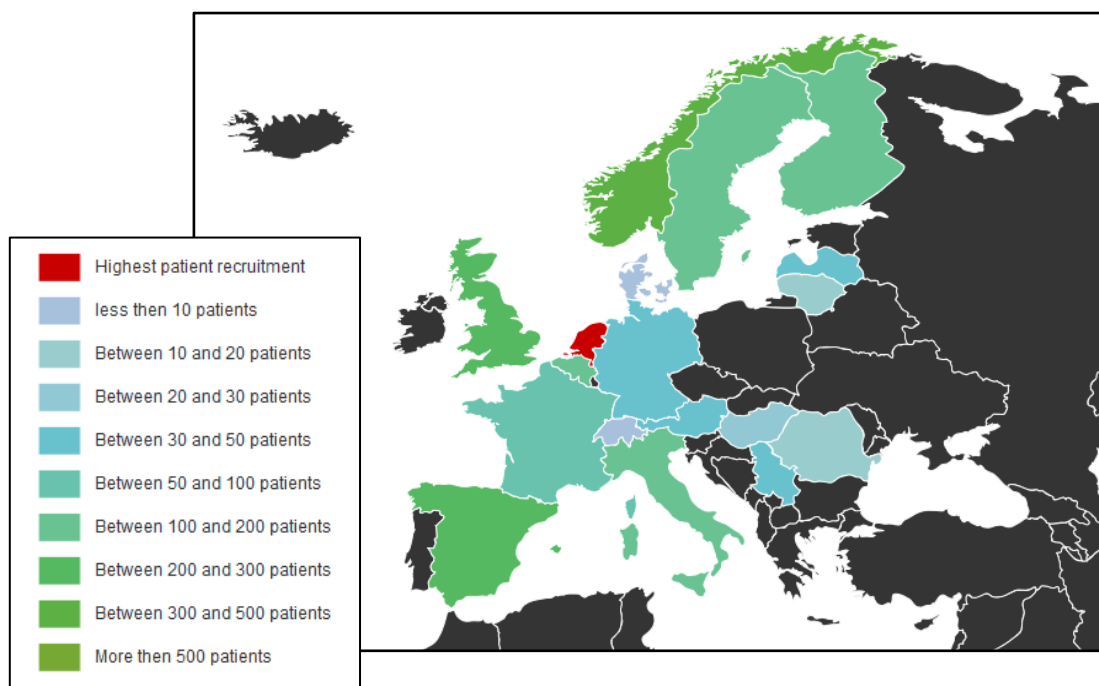 Highest patient recruitment
less then 10 patients
Between 10 and 20 patients
Between 20 and 30 patients
Between 30 and 50 patients
Between 50 and 100 patients
Between 100 and 200 patients
Between 200 and 300 patients
Between 300 and 500 patients
More then 500 patients